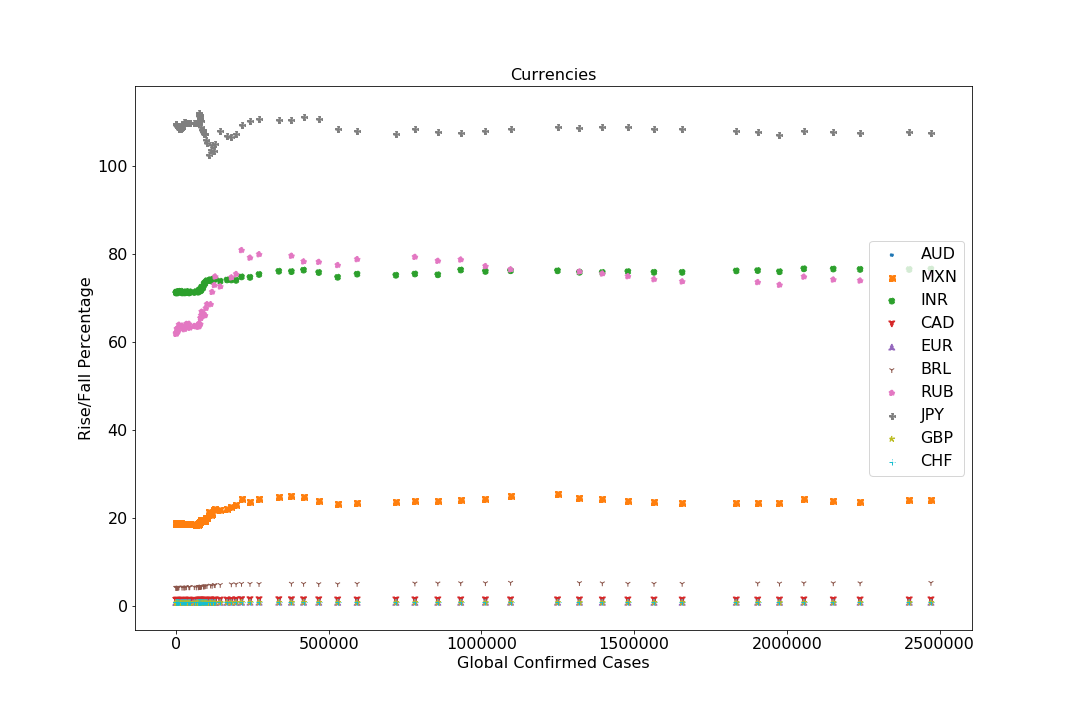 Currencies
Rise/Fall Percentage
100
80
60
40
20
0
AUD
MXN
INR
CAD
EUR
BRL
RUB
JPY
GBP
CHF
0 500000 1000000 1500000 2000000 2500000
Global Confirmed Cases